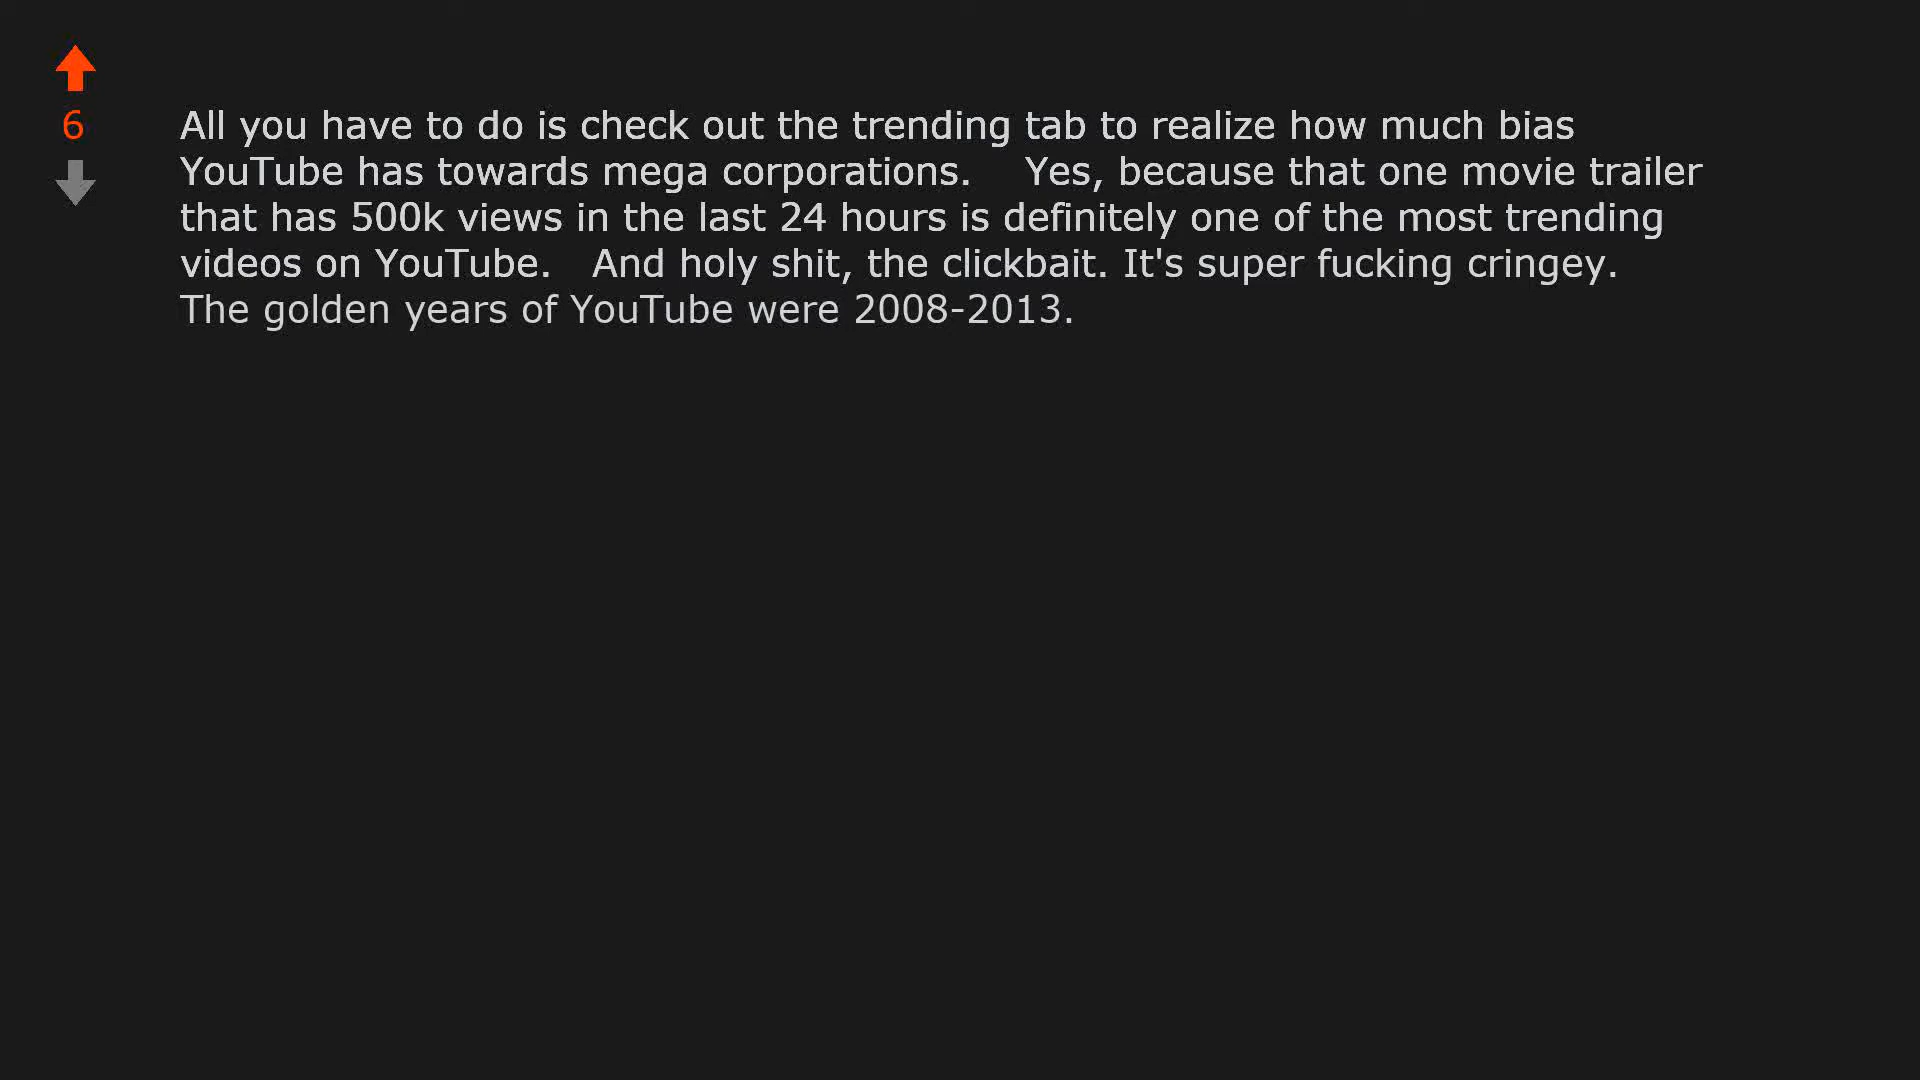 6
All you have to do is check out the trending tab to realize how much bias
YouTube has towards mega corporations.    Yes, because that one movie trailer
that has 500k views in the last 24 hours is definitely one of the most trending
videos on YouTube.   And holy shit, the clickbait. It's super fucking cringey.
The golden years of YouTube were 2008-2013.